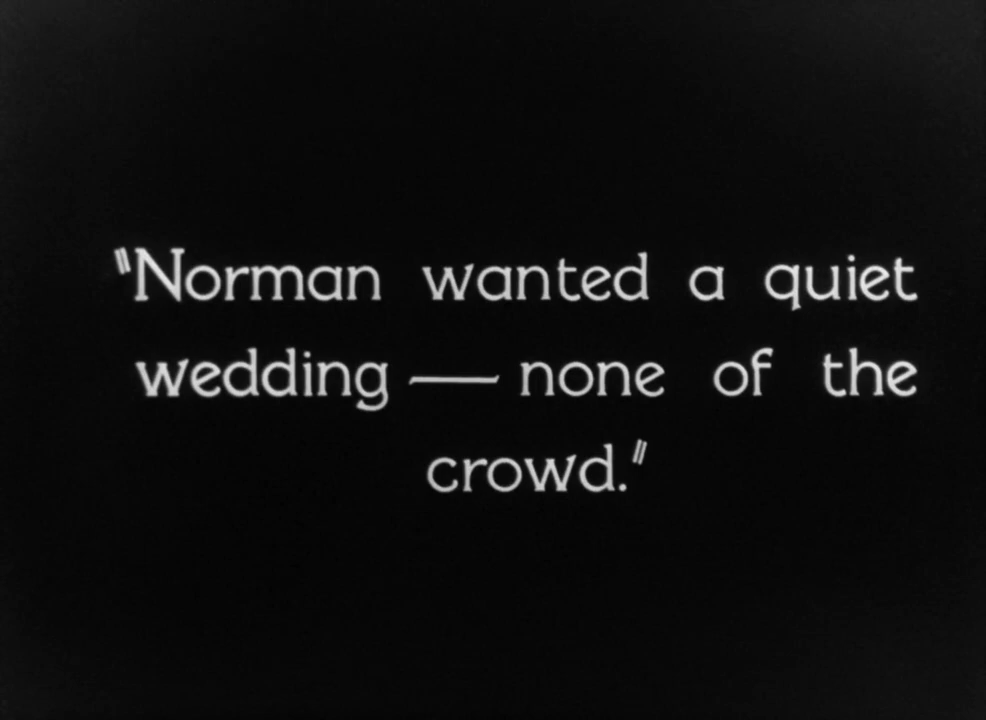 "Norman wanted a quiet
wedding — none of the
crowd."